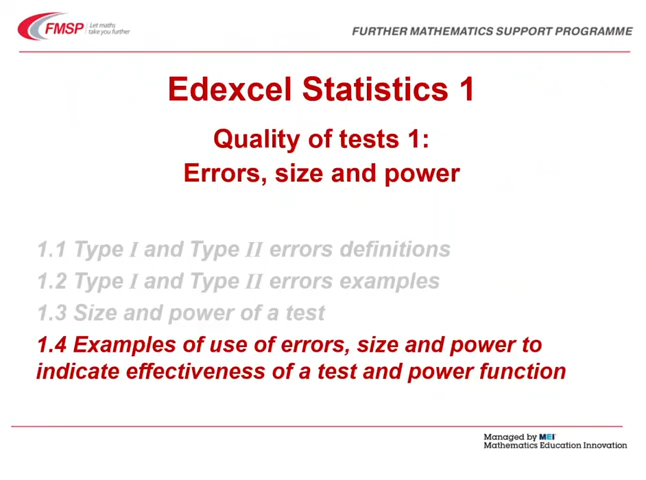 FMSP
Let maths
take you further
FURTHER MATHEMATICS SUPPORT PROGRAMME
Edexcel Statistics 1
Quality of tests 1:
Errors, size and power
1.1 Type I and Type II errors definitions
1.2 Type I and Type II errors examples
1.3 Size and power of a test
1.4 Examples of use of errors, size and power to
indicate effectiveness of a test and power function
Managed by MEI
Mathematics Education Innovation